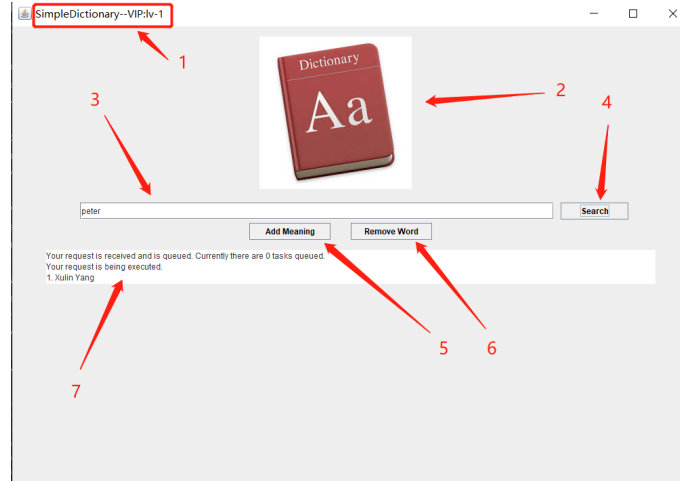 SimpleDictionary--VIP:lv-1
1
Dictionary
Aa
2
3
4
peter
Search
Add Meaning
Remove Word
Your request is received and is queued. Currently there are 0 tasks queued.
Your request is being executed.
1. Xulin Yang
5
6
7